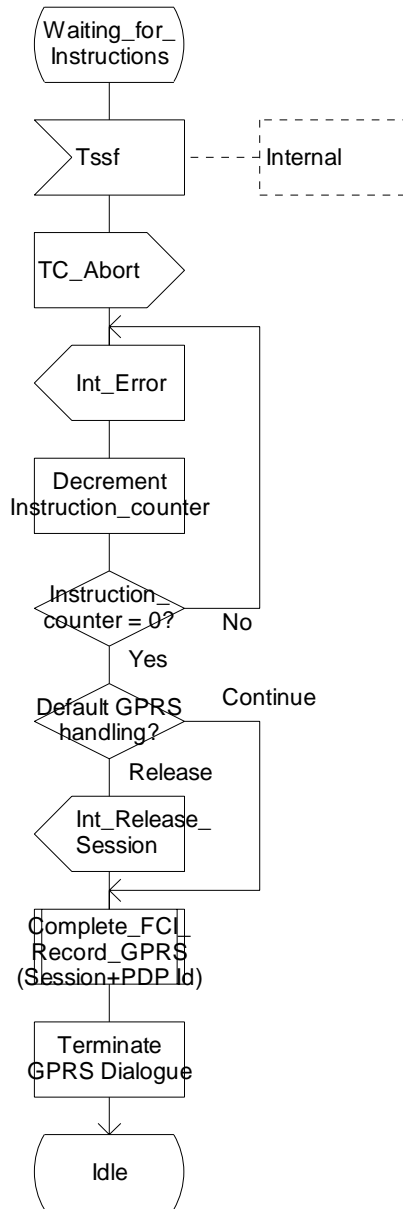 Waiting_for_
Instructions
Tssf
Internal
TC_Abort
Int_Error
Decrement
Instruction_counter
Instruction_
counter = 0?
No
Yes
Default GPRS
handling?
Continue
Release
Int_Release_
Session
Complete_FCI_
Record_GPRS
(Session+PDP Id)
Terminate
GPRS Dialogue
Idle